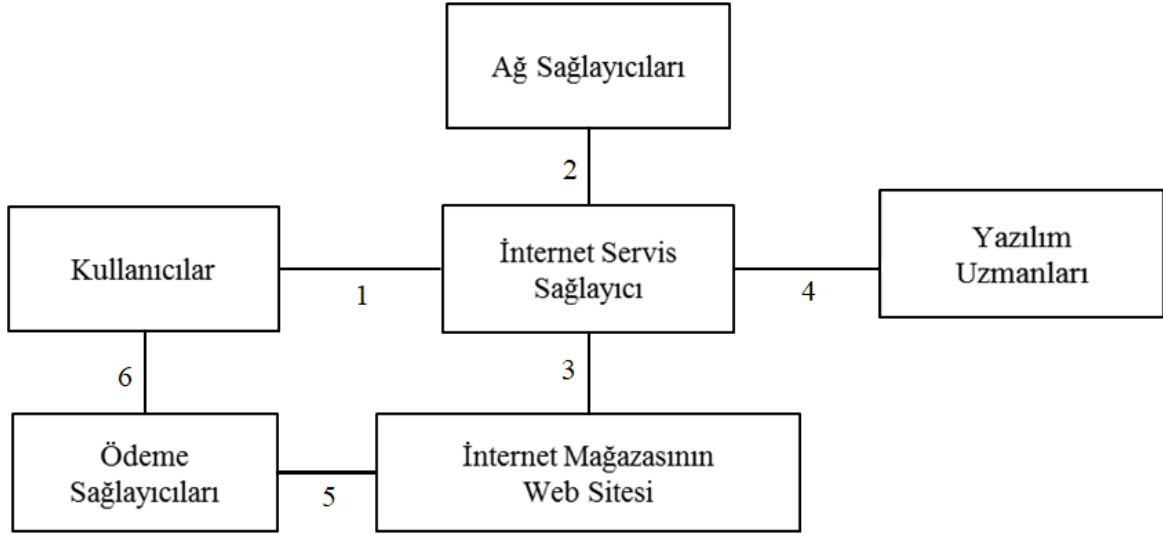 Ağ Sağlayıcıları
2
Kullanıcılar
1
İnternet Servis
Sağlayıcı
4
Yazılım
Uzmanları
6
3
Ödeme
Sağlayıcıları
5
İnternet Mağazasının
Web Sitesi